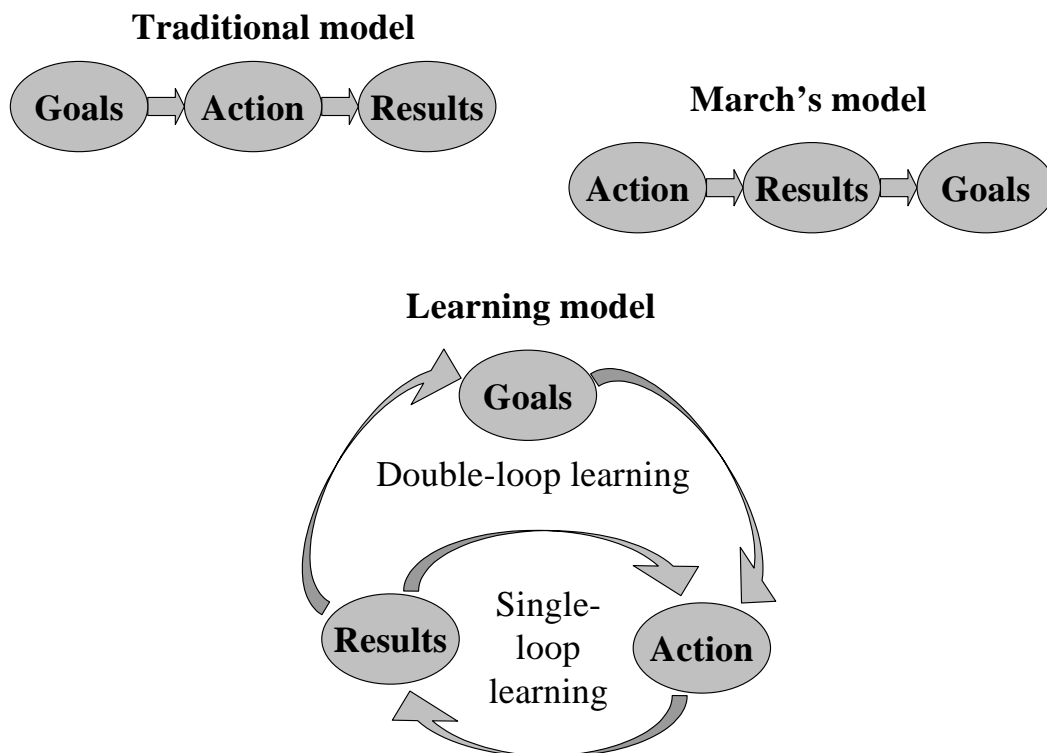 Traditional model
Goals
Action
Results
March’s model
Action
Results
Goals
Learning model
Goals
Double-loop learning
Results
Single-
loop
learning
Action